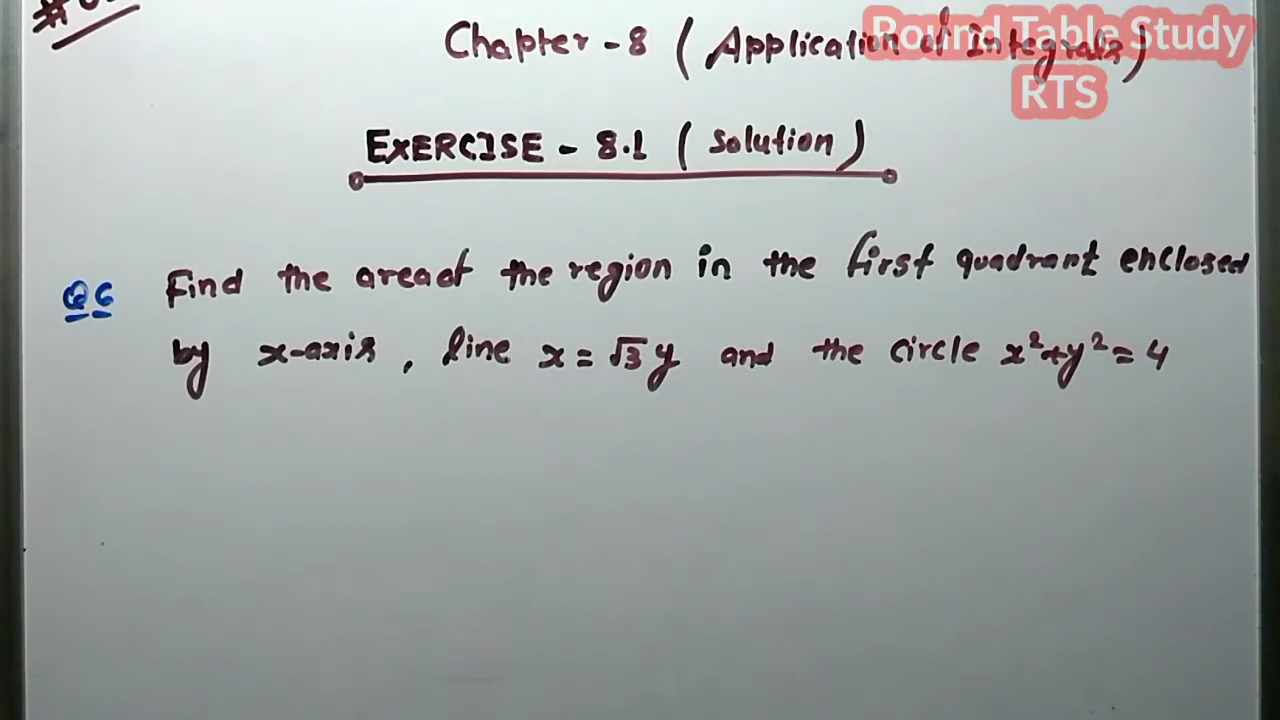 Chapter - 8 ( Application of Integrals )
Round Table Study
RTS
EXERCISE - 8.1 ( Solution )
Q6 Find the area of the region in the first quadrant enclosed
by x-axis , line x = √3 y and the circle x² + y² = 4